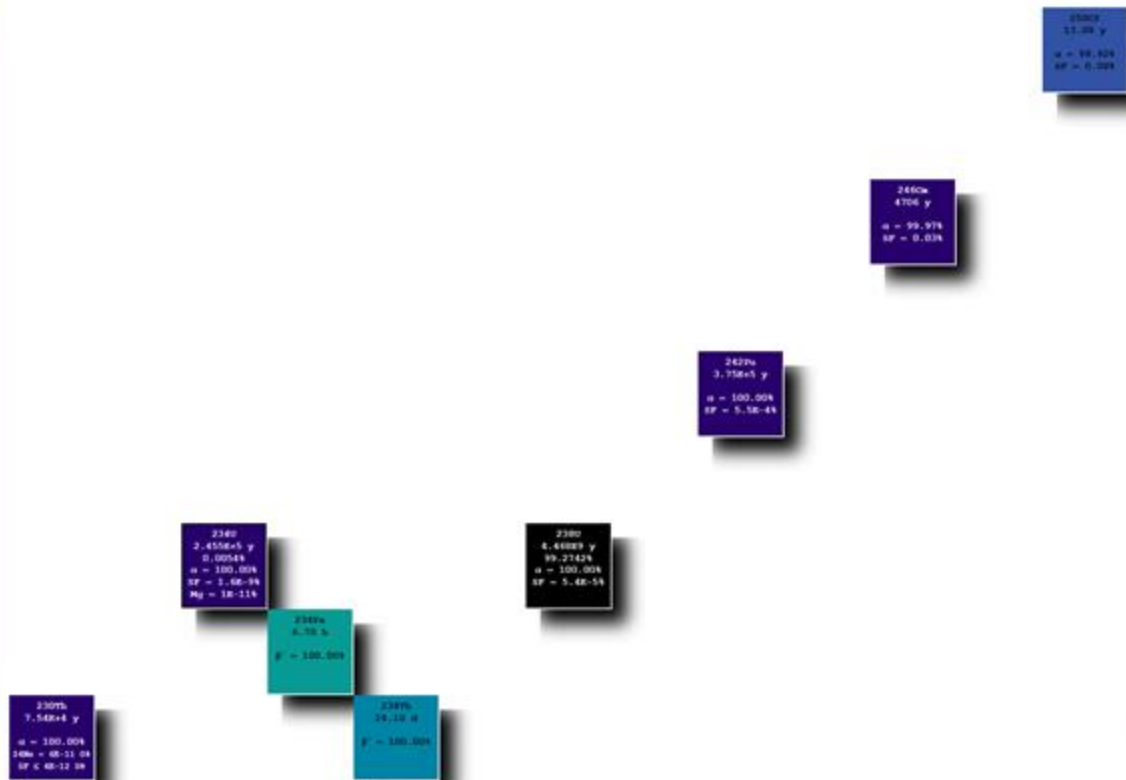 250Cf
13.08 y
α = 99.92%
SF = 0.08%
246Cm
4706 y
α = 99.97%
SF = 0.03%
242Pu
3.75E+5 y
α = 100.00%
SF = 5.5E-4%
234U
2.455E+5 y
0.0054%
α = 100.00%
SF = 1.6E-9%
Mg = 1E-11%
238U
4.468E9 y
99.2742%
α = 100.00%
SF = 5.4E-5%
234Pa
6.70 h
β⁻ = 100.00%
230Th
7.54E+4 y
α = 100.00%
SF ≤ 4E-12
234Th
24.10 d
β⁻ = 100.00%